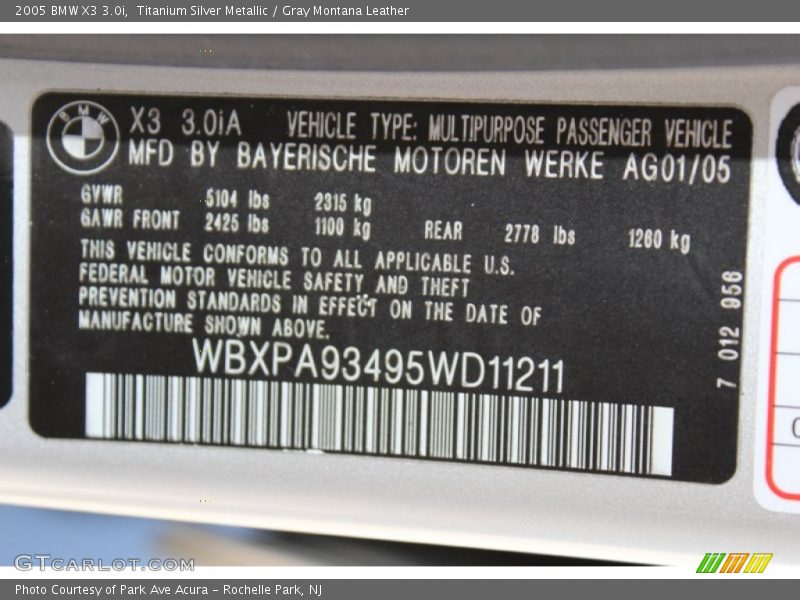 2005 BMW X3 3.0i, Titanium Silver Metallic / Gray Montana Leather
BMW
X3 3.0iA VEHICLE TYPE: MULTIPURPOSE PASSENGER VEHICLE
MFD BY BAYERISCHE MOTOREN WERKE AG01/05
GVWR 5104 lbs 2315 kg
GAWR FRONT 2425 lbs 1100 kg REAR 2778 lbs 1260 kg
THIS VEHICLE CONFORMS TO ALL APPLICABLE U.S.
FEDERAL MOTOR VEHICLE SAFETY AND THEFT
PREVENTION STANDARDS IN EFFECT ON THE DATE OF
MANUFACTURE SHOWN ABOVE.
WBXPA93495WD11211
7 012 956
GTCARLOT.COM
Photo Courtesy of Park Ave Acura - Rochelle Park, NJ